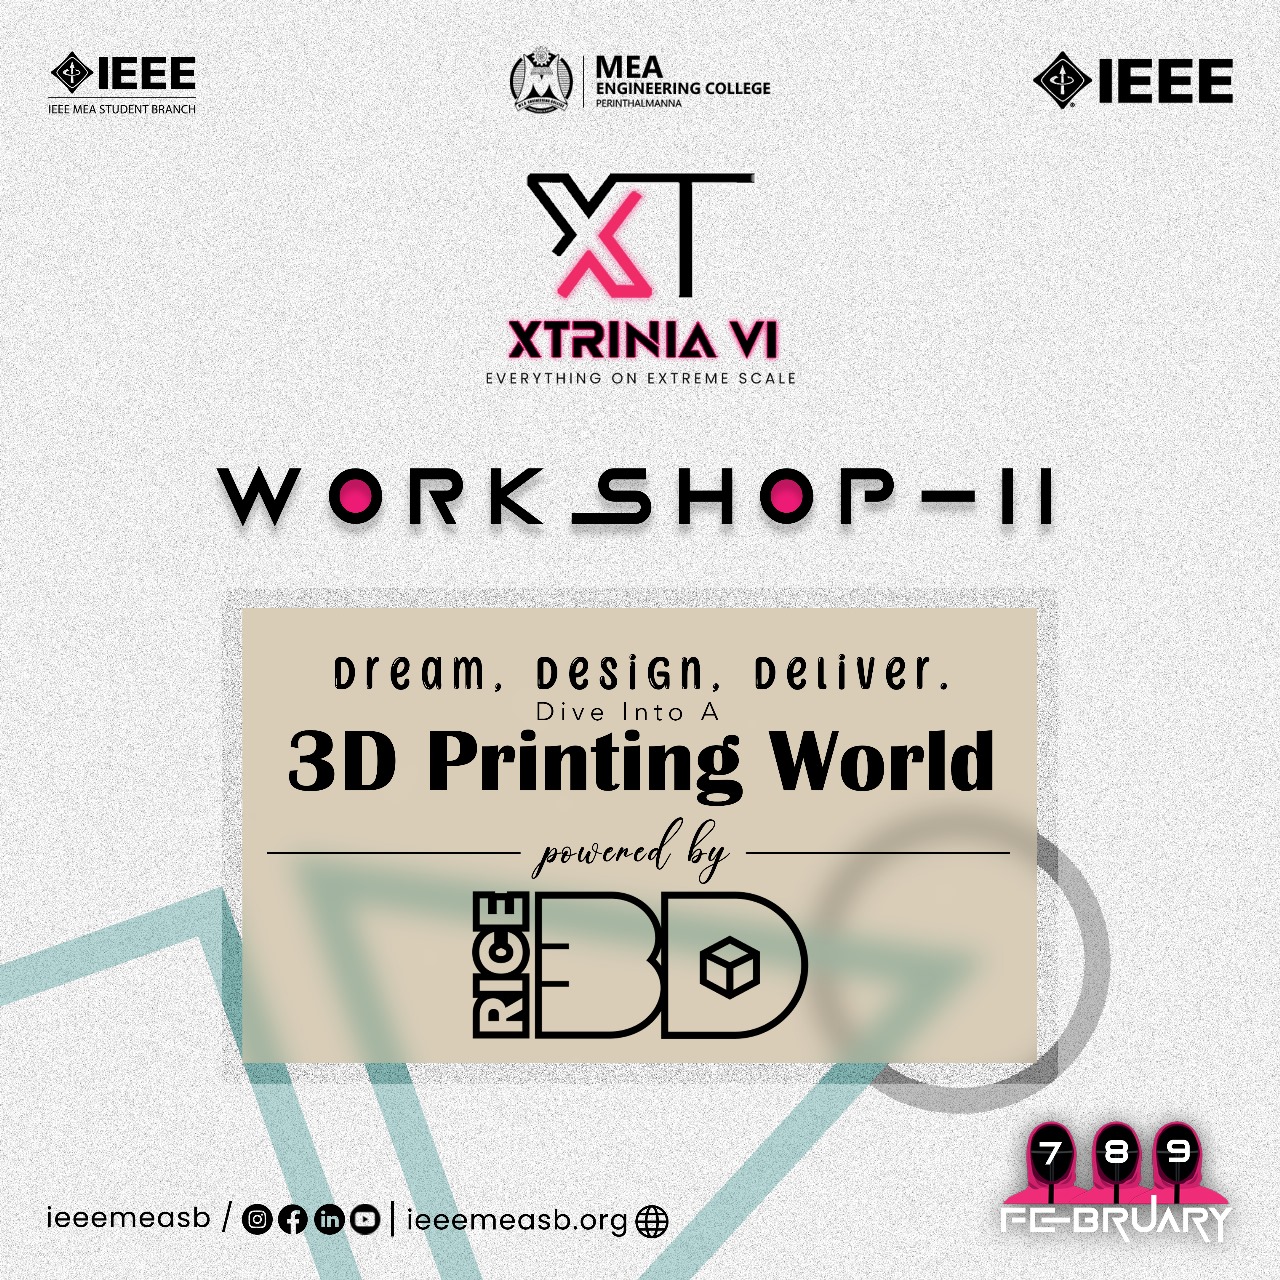 IEEE
IEEE MEA STUDENT BRANCH
MEA
ENGINEERING COLLEGE
PERINTHALMANNA
IEEE
XT
XTRINIA VI
EVERYTHING ON EXTREME SCALE
WORKSHOP-II
Dream, Design, Deliver.
Dive Into A
3D Printing World
powered by
RICE 3D
7 8 9
FEBRUARY
ieeemeasb / | ieeemeasb.org